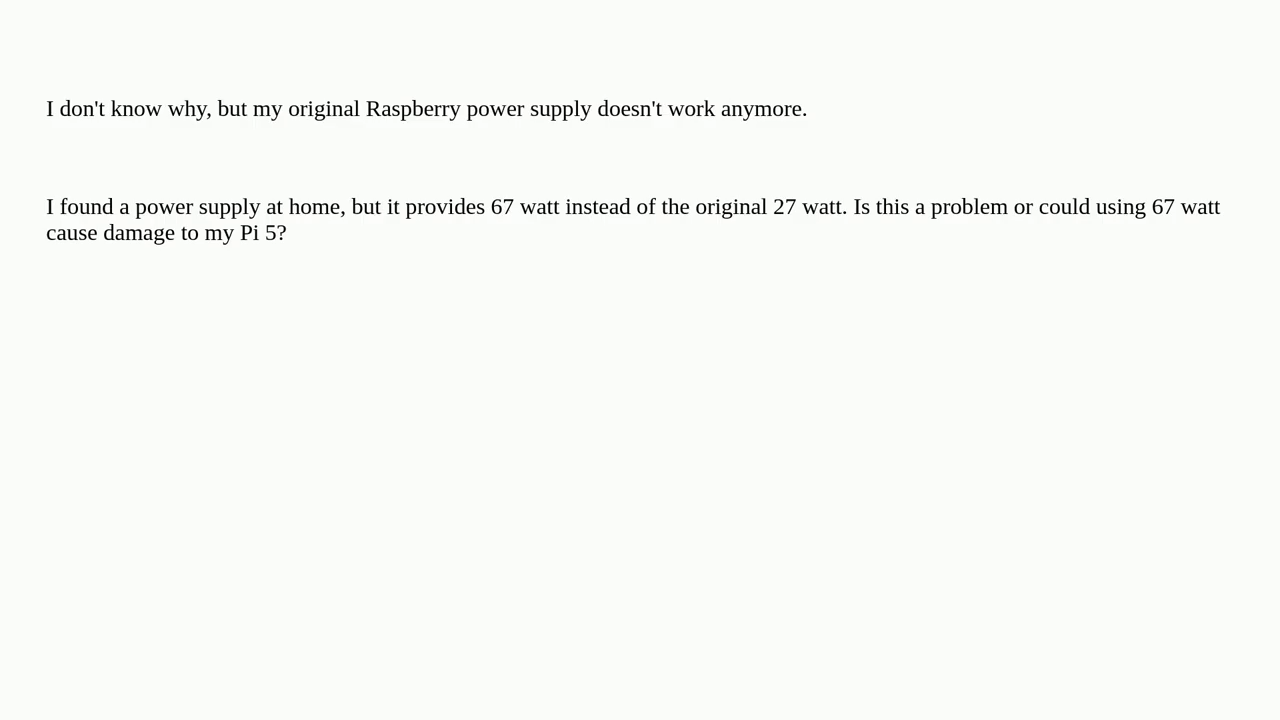 I don't know why, but my original Raspberry power supply doesn't work anymore.
I found a power supply at home, but it provides 67 watt instead of the original 27 watt. Is this a problem or could using 67 watt
cause damage to my Pi 5?